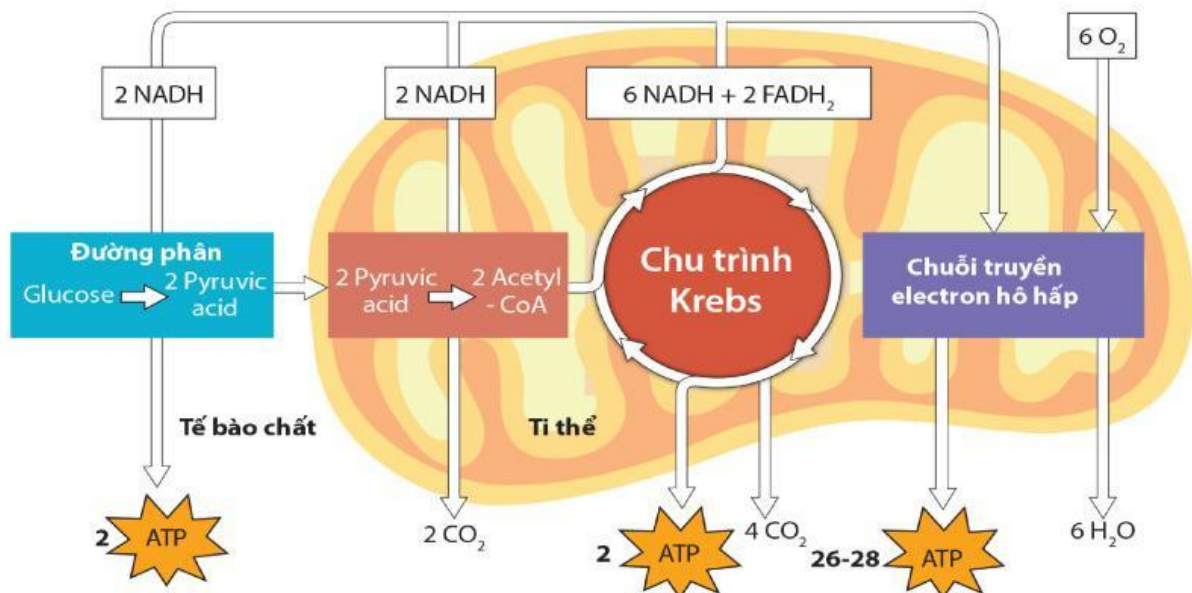 6 O₂
2 NADH
2 NADH
6 NADH + 2 FADH₂
Đường phân
Glucose
2 Pyruvic
acid
2 Pyruvic
acid
2 Acetyl
- CoA
Chu trình
Krebs
Chuỗi truyền
electron hô hấp
Tế bào chất
Ti thể
2 ATP
2 CO₂
2 ATP
4 CO₂
26-28 ATP
6 H₂O